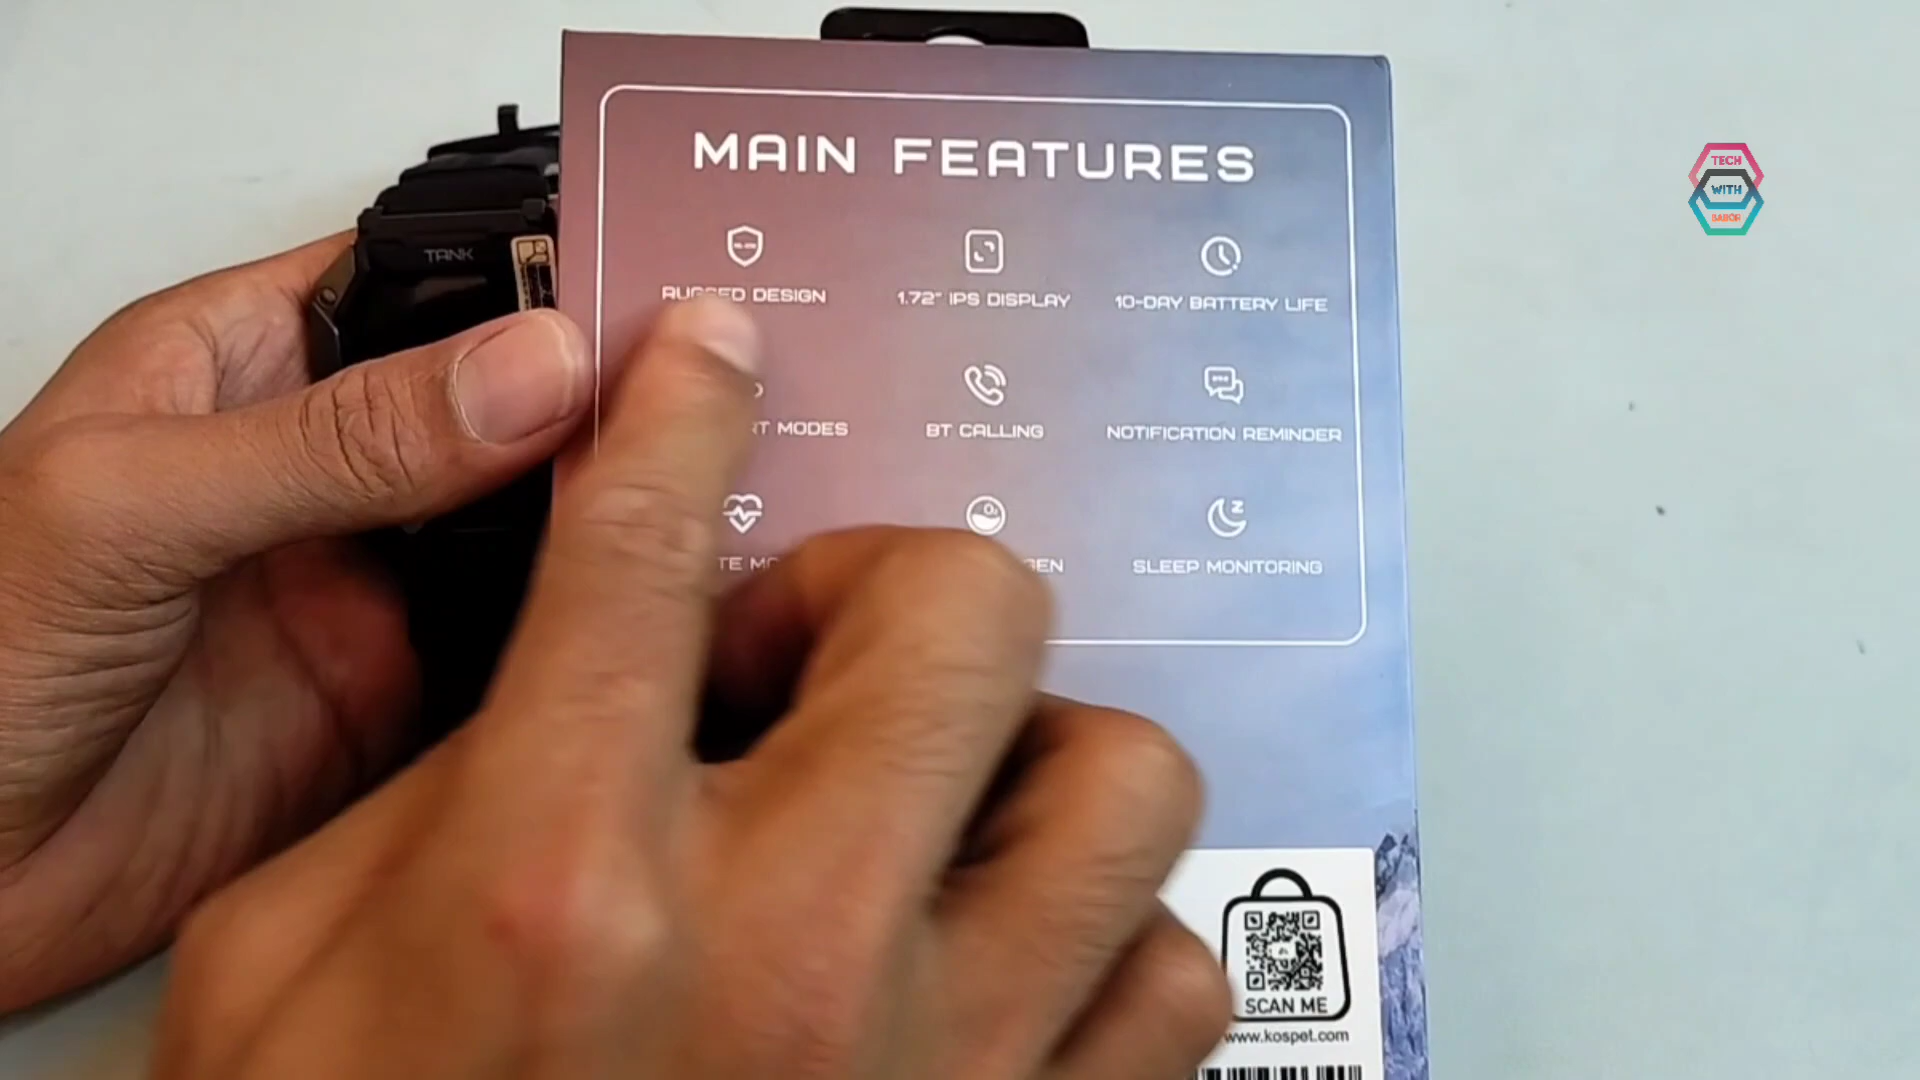 MAIN FEATURES
TECH
WITH
TANK
DESIGN
1.72" IPS DISPLAY
10-DAY BATTERY LIFE
MODES
BT CALLING
NOTIFICATION REMINDER
SLEEP MONITORING
SCAN ME
www.kospet.com